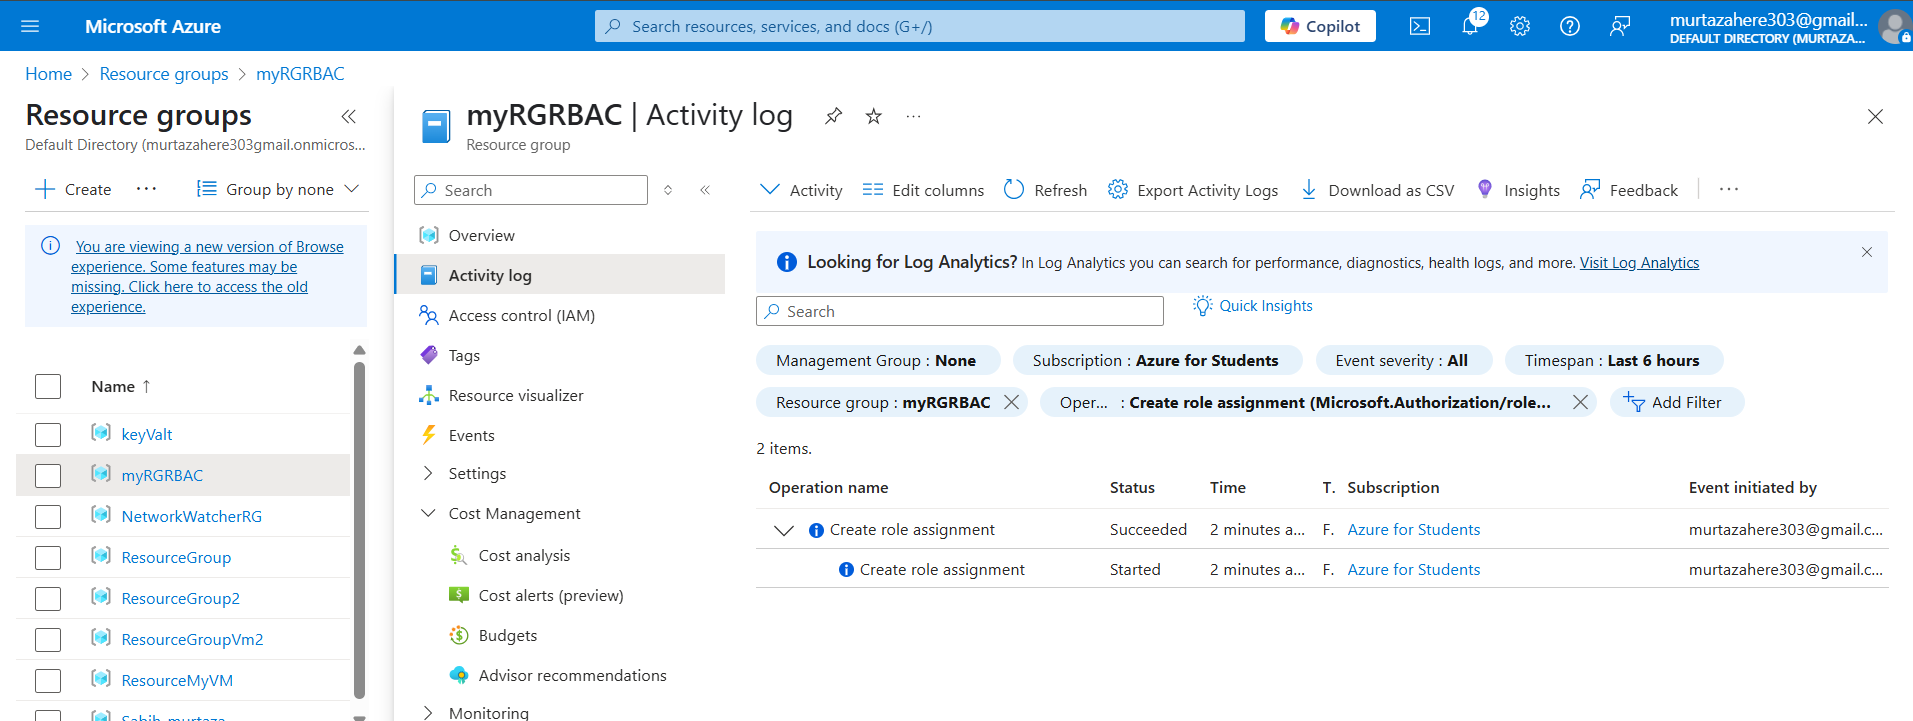 Microsoft Azure
Search resources, services, and docs (G+/)
Copilot
12
murtazahere303@gmail...
DEFAULT DIRECTORY (MURTAZA...
Home > Resource groups > myRGRBAC
Resource groups
Default Directory (murtazahere303gmail.onmicros...
Create
Group by none
You are viewing a new version of Browse
experience. Some features may be
missing. Click here to access the old
experience.
Name ↑
keyValt
myRGRBAC
NetworkWatcherRG
ResourceGroup
ResourceGroup2
ResourceGroupVm2
ResourceMyVM
Sabih-murtaza
myRGRBAC | Activity log
Resource group
Search
Overview
Activity log
Access control (IAM)
Tags
Resource visualizer
Events
Settings
Cost Management
Cost analysis
Cost alerts (preview)
Budgets
Advisor recommendations
Monitoring
Activity Edit columns Refresh Export Activity Logs Download as CSV Insights Feedback
Looking for Log Analytics? In Log Analytics you can search for performance, diagnostics, health logs, and more. Visit Log Analytics
Search
Quick Insights
Management Group : None Subscription : Azure for Students Event severity : All Timespan : Last 6 hours
Resource group : myRGRBAC Oper... : Create role assignment (Microsoft.Authorization/role... Add Filter
2 items.
Operation name Status Time T. Subscription Event initiated by
Create role assignment Succeeded 2 minutes a... F. Azure for Students murtazahere303@gmail.c...
Create role assignment Started 2 minutes a... F. Azure for Students murtazahere303@gmail.c...